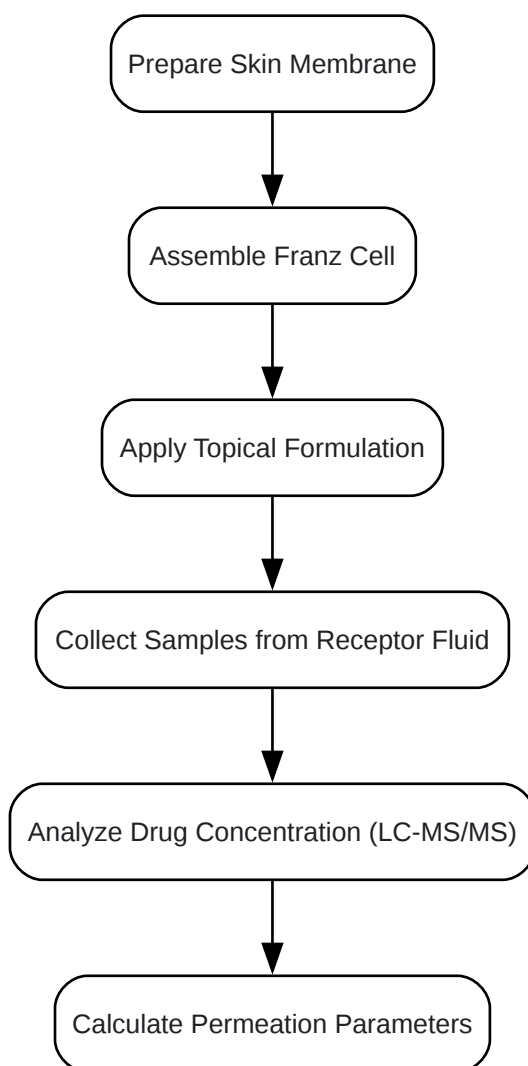 Prepare Skin Membrane
Assemble Franz Cell
Apply Topical Formulation
Collect Samples from Receptor Fluid
Analyze Drug Concentration (LC-MS/MS)
Calculate Permeation Parameters